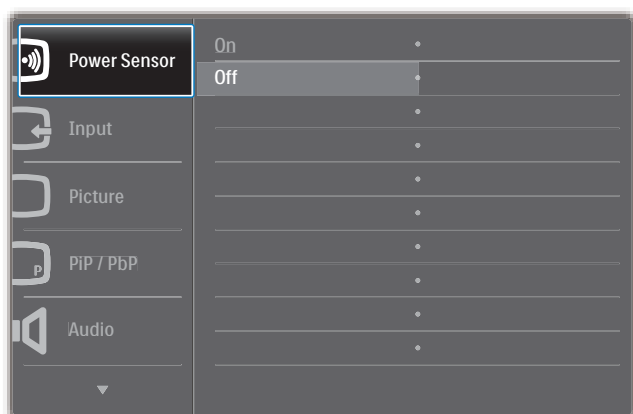 Power Sensor
On
Off
Input
Picture
P
PiP / PbP
Audio